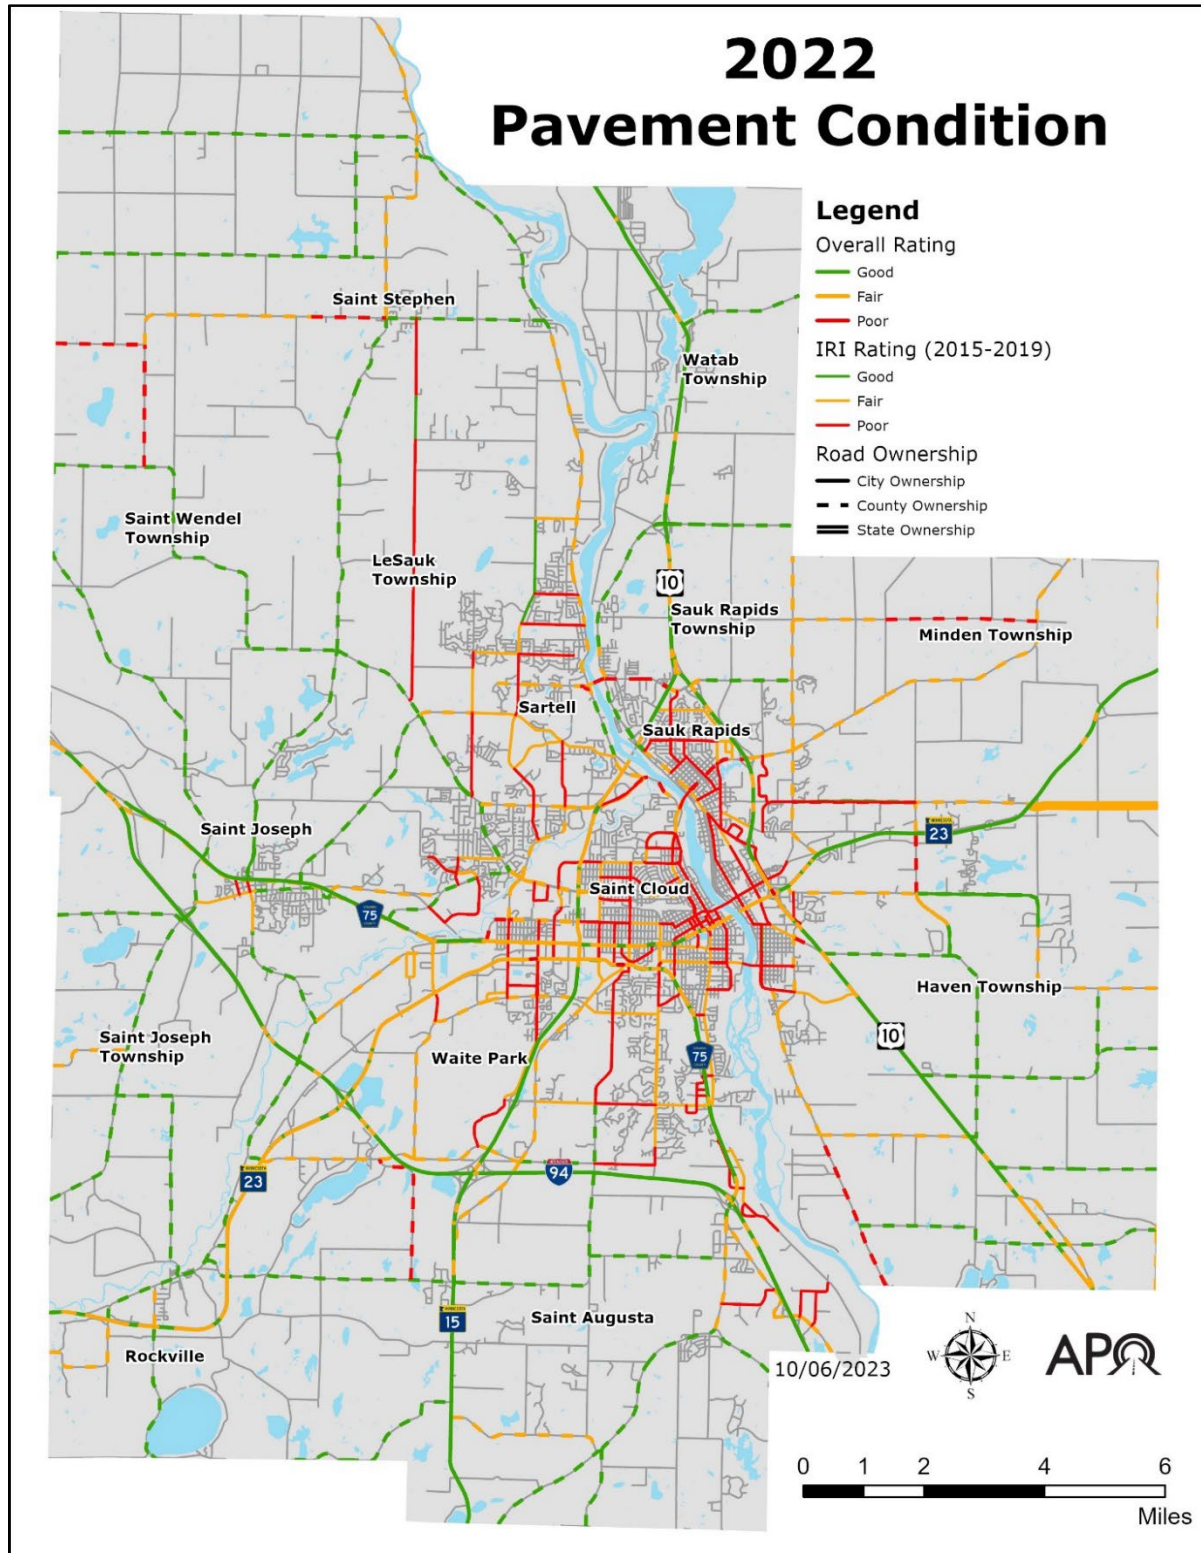 2022
Pavement Condition
Legend
Overall Rating
Good
Fair
Poor
IRI Rating (2015-2019)
Good
Fair
Poor
Road Ownership
City Ownership
County Ownership
State Ownership
Saint Stephen
Watab
Township
Saint Wendel
Township
LeSauk
Township
10
Sauk Rapids
Township
Minden Township
Sartell
Sauk Rapids
Saint Joseph
23
Saint Cloud
75
Haven Township
10
Saint Joseph
Township
Waite Park
75
23
94
15
Saint Augusta
Rockville
10/06/2023
N
W
E
S
APO
0
1
2
4
6
Miles